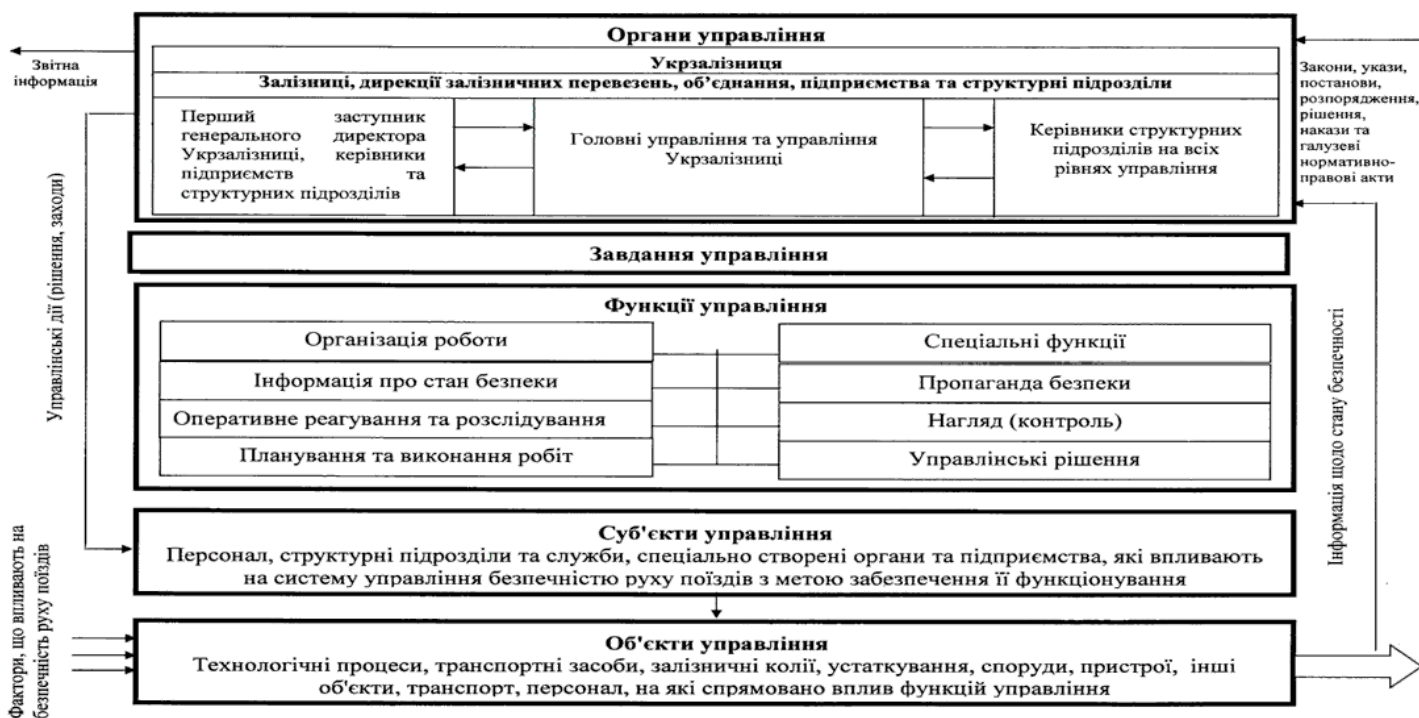 Органи управління
Укрзалізниця
Залізниці, дирекції залізничних перевезень, об’єднання, підприємства та структурні підрозділи
Перший заступник
генерального директора
Укрзалізниці, керівники
підприємств та
структурних підрозділів
Головні управління та управління
Укрзалізниці
Керівники структурних
підрозділів на всіх
рівнях управління
Звітна
інформація
Закони, укази,
постанови,
розпорядження,
рішення,
накази та
галузеві
нормативно-
правові акти
Управлінські дії (рішення, заходи)
Завдання управління
Функції управління
Організація роботи
Інформація про стан безпеки
Оперативне реагування та розслідування
Планування та виконання робіт
Спеціальні функції
Пропаганда безпеки
Нагляд (контроль)
Управлінські рішення
Інформація щодо стану безпечності
Суб'єкти управління
Персонал, структурні підрозділи та служби, спеціально створені органи та підприємства, які впливають
на систему управління безпечністю руху поїздів з метою забезпечення її функціонування
Фактори, що впливають на
безпечність руху поїздів
Об'єкти управління
Технологічні процеси, транспортні засоби, залізничні колії, устаткування, споруди, пристрої, інші
об'єкти, транспорт, персонал, на які спрямовано вплив функцій управління